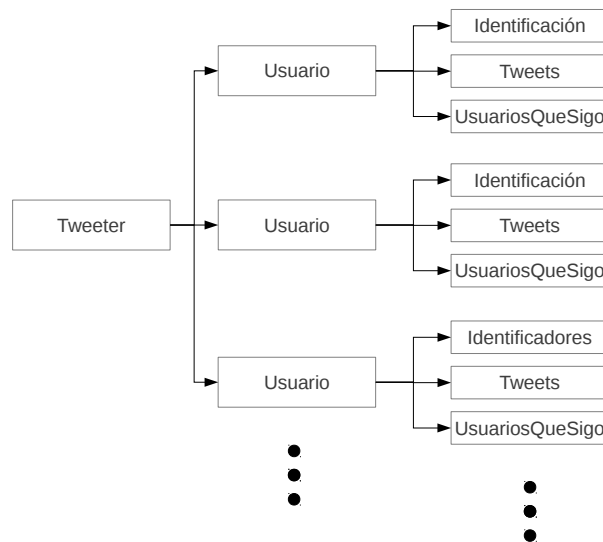 Identificación
Usuario
Tweets
UsuariosQueSigo
Identificación
Tweeter
Usuario
Tweets
UsuariosQueSigo
Identificadores
Usuario
Tweets
UsuariosQueSigo